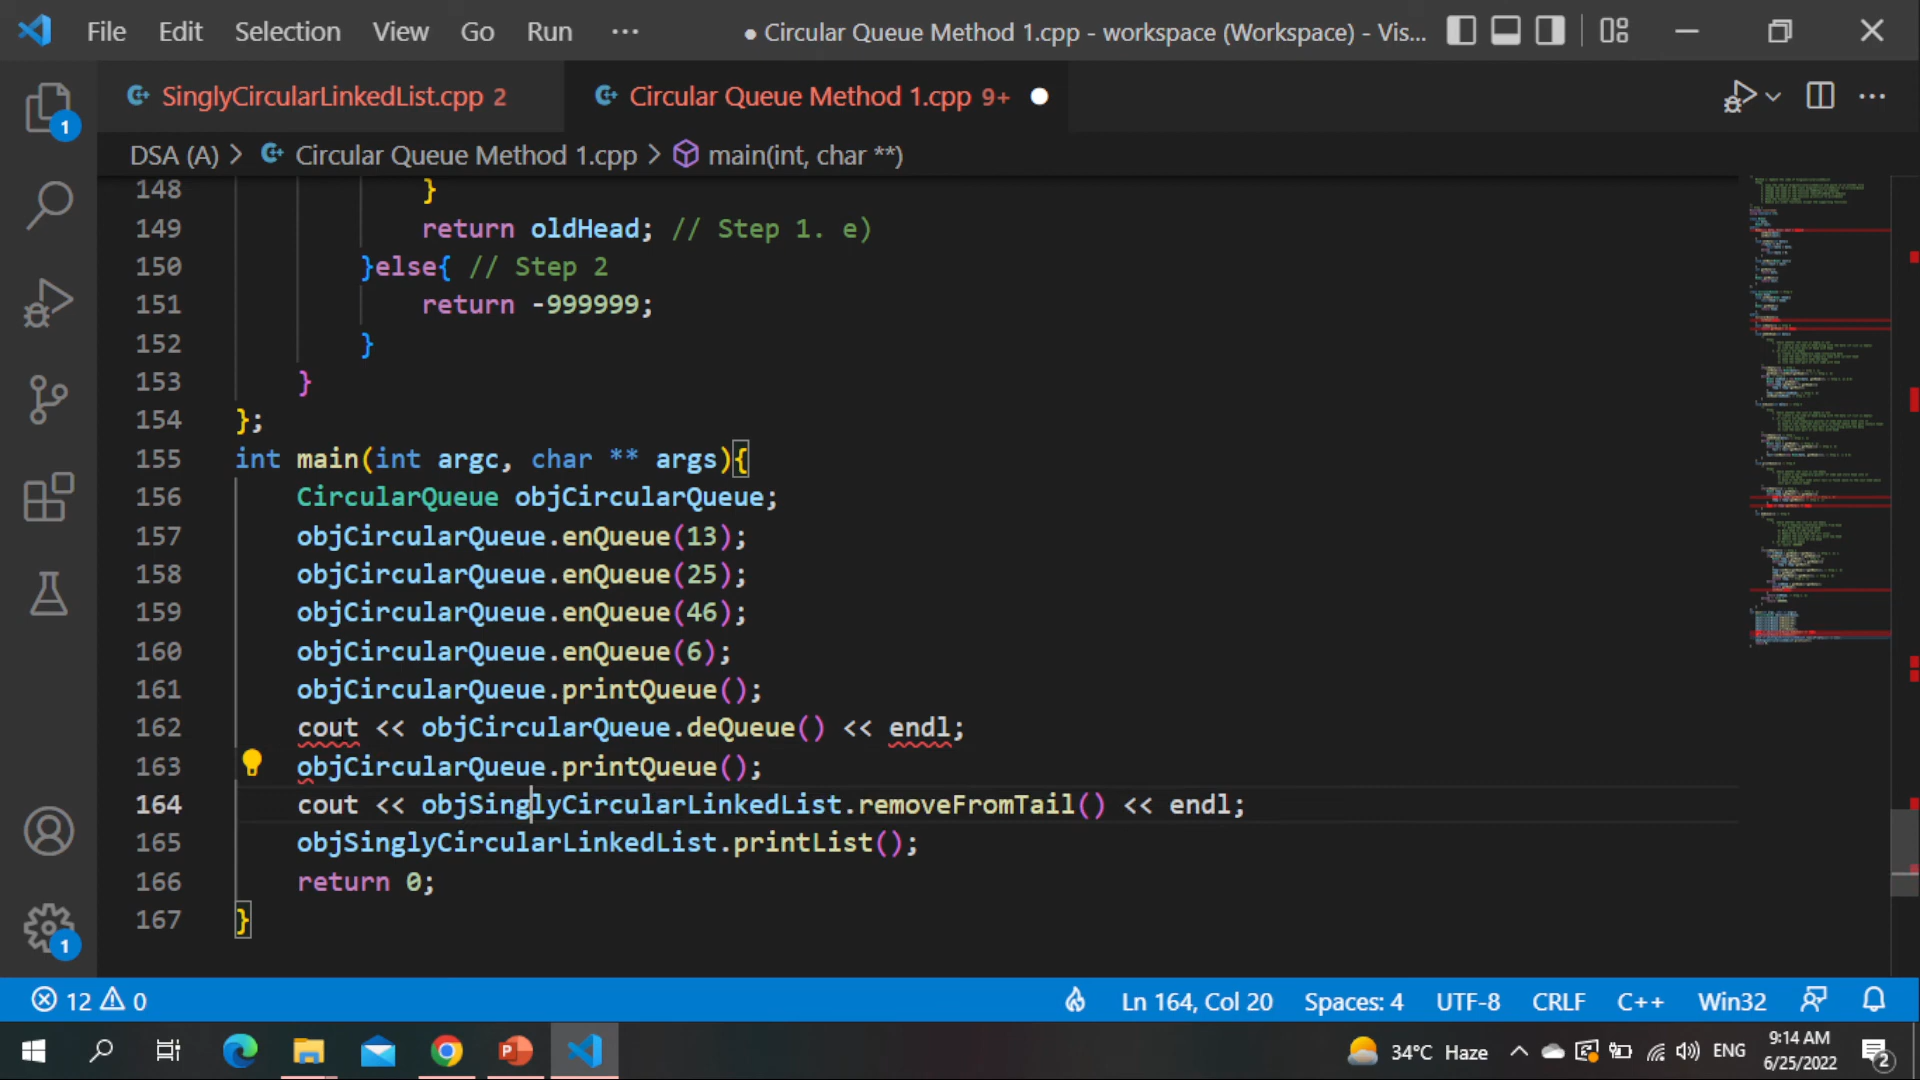 File Edit Selection View Go Run ··· ● Circular Queue Method 1.cpp - workspace (Workspace) - Vis...
SinglyCircularLinkedList.cpp 2 Circular Queue Method 1.cpp 9+
DSA (A) > Circular Queue Method 1.cpp > main(int, char **)
148 }
149 return oldHead; // Step 1. e)
150 }else{ // Step 2
151 return -999999;
152 }
153 }
154 };
155 int main(int argc, char ** args){
156 CircularQueue objCircularQueue;
157 objCircularQueue.enQueue(13);
158 objCircularQueue.enQueue(25);
159 objCircularQueue.enQueue(46);
160 objCircularQueue.enQueue(6);
161 objCircularQueue.printQueue();
162 cout << objCircularQueue.deQueue() << endl;
163 objCircularQueue.printQueue();
164 cout << objSinglyCircularLinkedList.removeFromTail() << endl;
165 objSinglyCircularLinkedList.printList();
166 return 0;
167 }
1
1
12 0 Ln 164, Col 20 Spaces: 4 UTF-8 CRLF C++ Win32
34°C Haze ENG 9:14 AM
6/25/2022 2